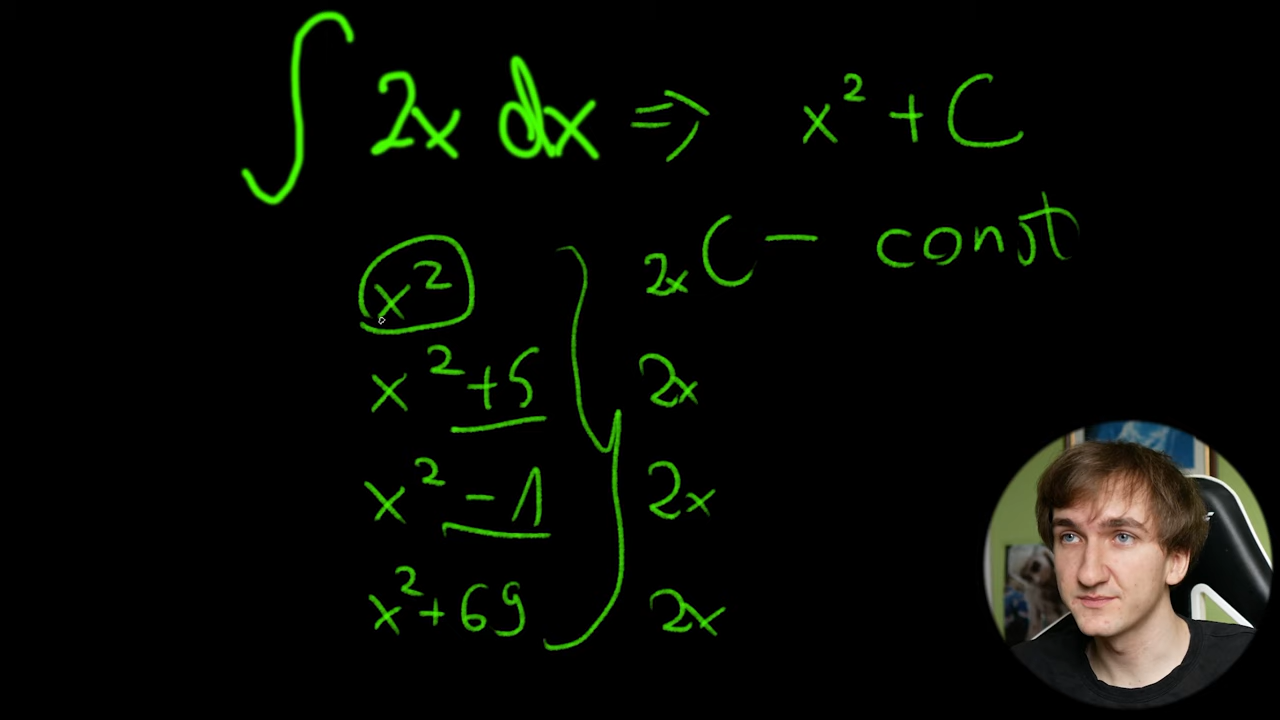 ∫ 2x dx ⇒ x² + C
C - const
x² 2x
x² +5 2x
x² -1 2x
x² + 69 2x